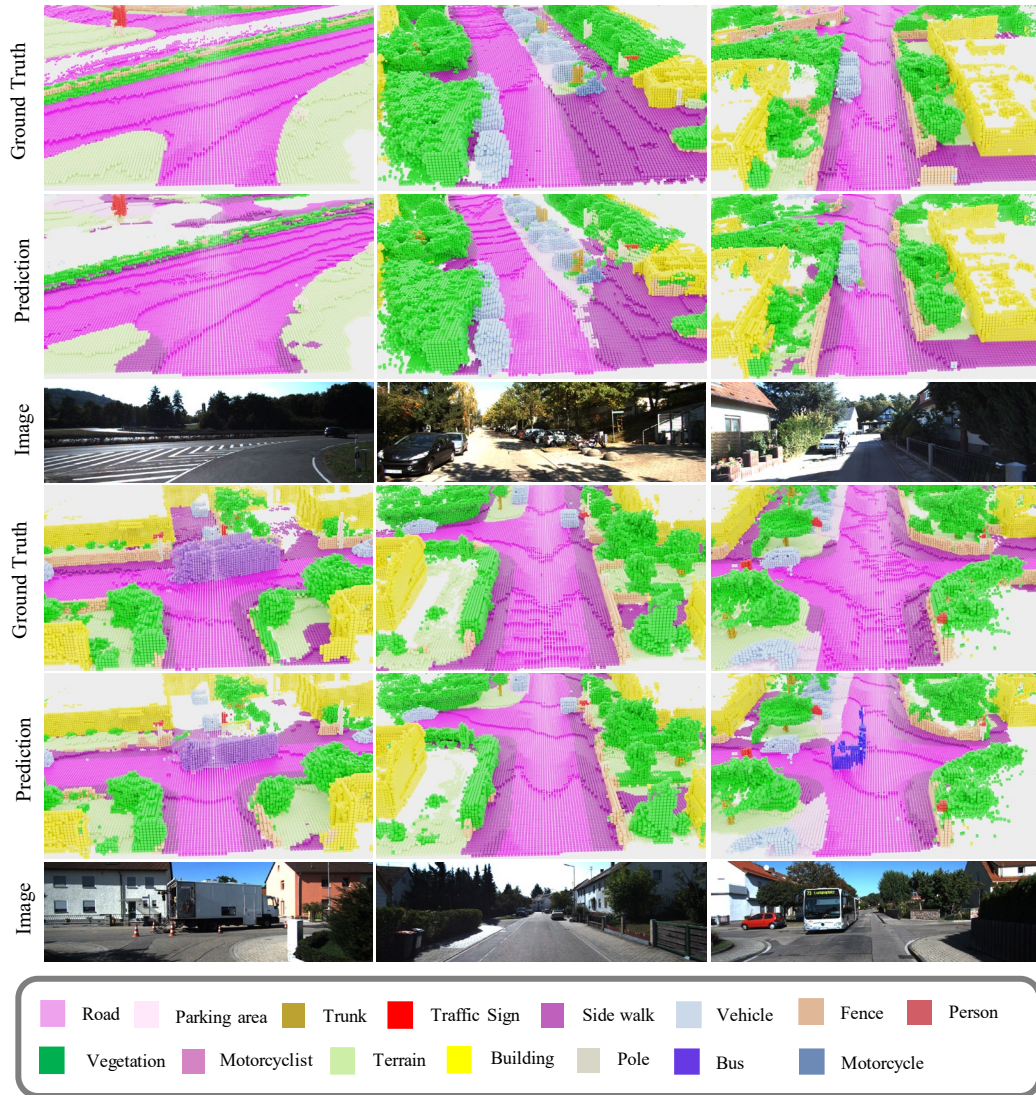 Ground Truth
Prediction
Image
Ground Truth
Prediction
Image
Road
Parking area
Trunk
Traffic Sign
Side walk
Vehicle
Fence
Person
Vegetation
Motorcyclist
Terrain
Building
Pole
Bus
Motorcycle